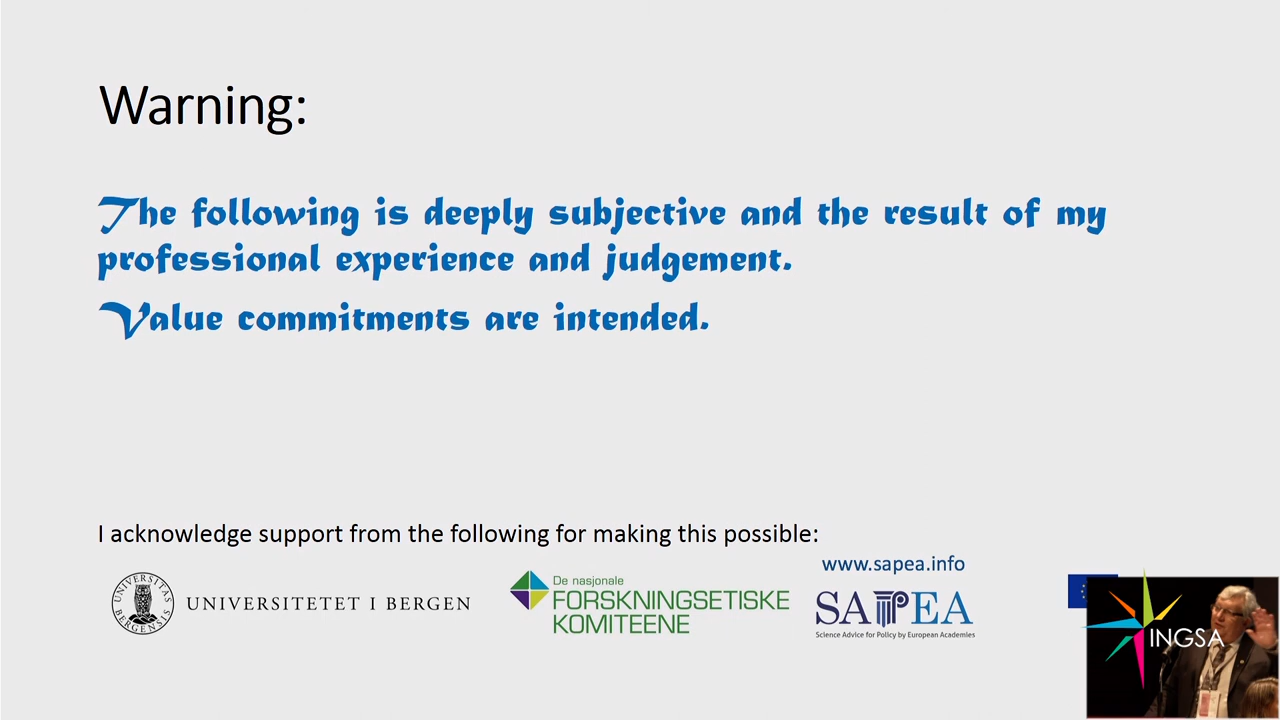 Warning:
The following is deeply subjective and the result of my
professional experience and judgement.
Value commitments are intended.
I acknowledge support from the following for making this possible:
www.sapea.info
UNIVERSITAS BERGENSIS
UNIVERSITETET I BERGEN
De nasjonale
FORSKNINGSETISKE
KOMITEENE
SAPEA
Science Advice for Policy by European Academies
INGSA